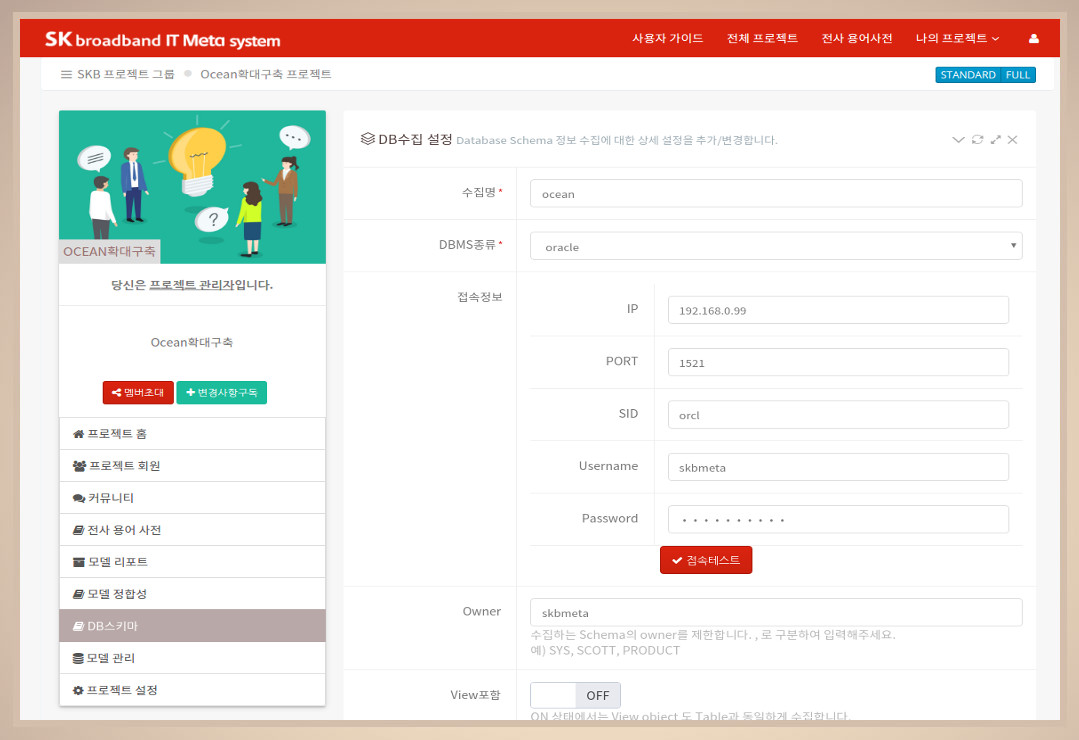 SK broadband IT Meta system
사용자 가이드 전체 프로젝트 전사 용어사전 나의 프로젝트
SKB 프로젝트 그룹 Ocean확대구축 프로젝트
STANDARD FULL
?
OCEAN확대구축
당신은 프로젝트 관리자입니다.
Ocean확대구축
멤버초대 변경사항구독
프로젝트 홈
프로젝트 회원
커뮤니티
전사 용어 사전
모델 리포트
모델 정합성
DB스키마
모델 관리
프로젝트 설정
DB수집 설정 Database Schema 정보 수집에 대한 상세 설정을 추가/변경합니다.
수집명* ocean
DBMS종류* oracle
접속정보
IP 192.168.0.99
PORT 1521
SID orcl
Username skbmeta
Password
접속테스트
Owner skbmeta
수집하는 Schema의 owner를 제한합니다. , 로 구분하여 입력해주세요.
예) SYS, SCOTT, PRODUCT
View포함 OFF
ON 상태에서는 View object 도 Table과 동일하게 수집합니다.